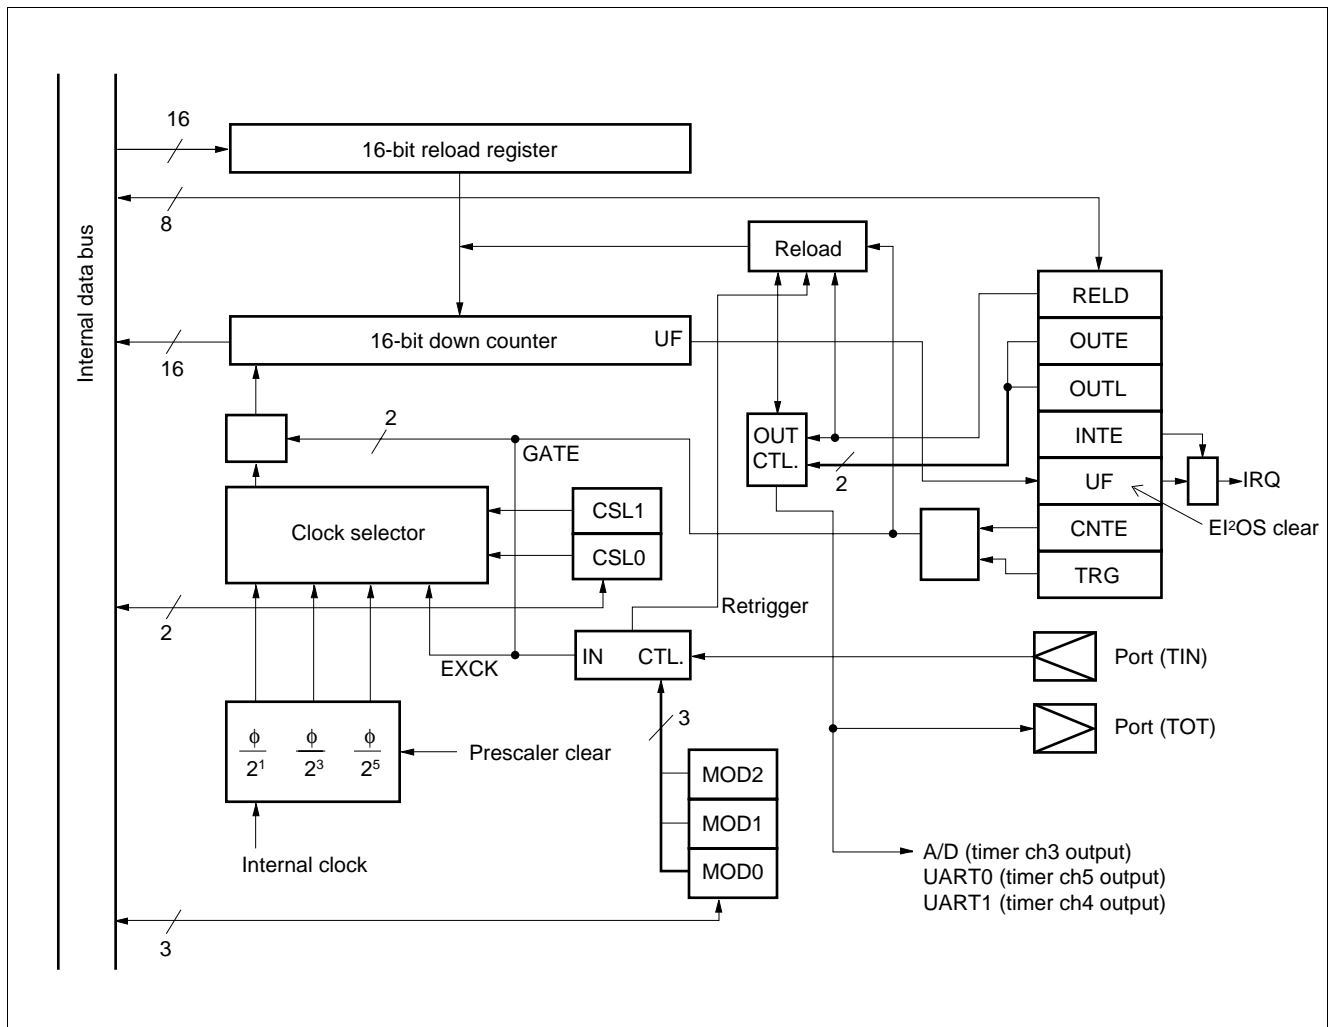 16
16-bit reload register
8
Internal data bus
Reload
RELD
16-bit down counter
UF
OUTE
16
OUTL
2
OUT
CTL.
INTE
GATE
2
UF
IRQ
CSL1
EI²OS clear
Clock selector
CNTE
CSL0
TRG
2
Retrigger
IN
CTL.
Port (TIN)
EXCK
3
Port (TOT)
ϕ
2¹
ϕ
2³
ϕ
2⁵
Prescaler clear
MOD2
MOD1
Internal clock
MOD0
A/D (timer ch3 output)
UART0 (timer ch5 output)
UART1 (timer ch4 output)
3